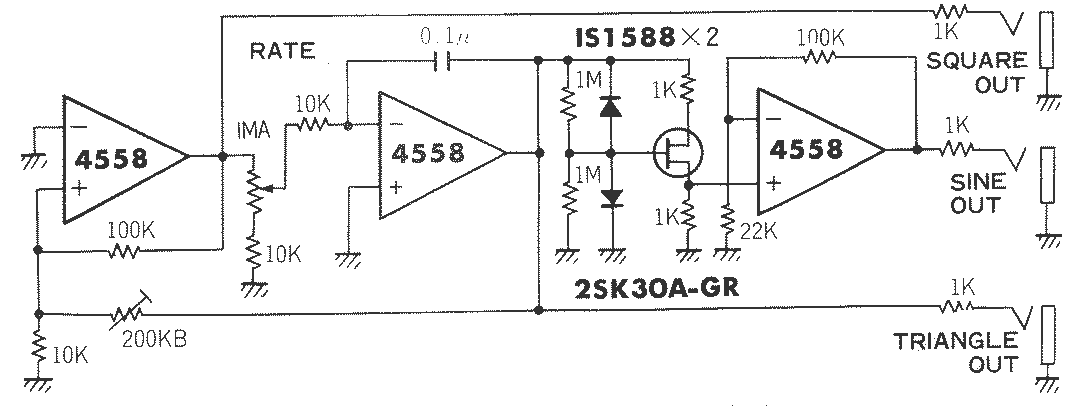 1K
SQUARE
OUT
0.1μ
IS1588×2
100K
RATE
1M
1K
10K
1MA
4558
−
+
4558
−
+
4558
−
+
1K
SINE
OUT
1M
1K
22K
100K
10K
2SK30A-GR
1K
200KB
10K
TRIANGLE
OUT